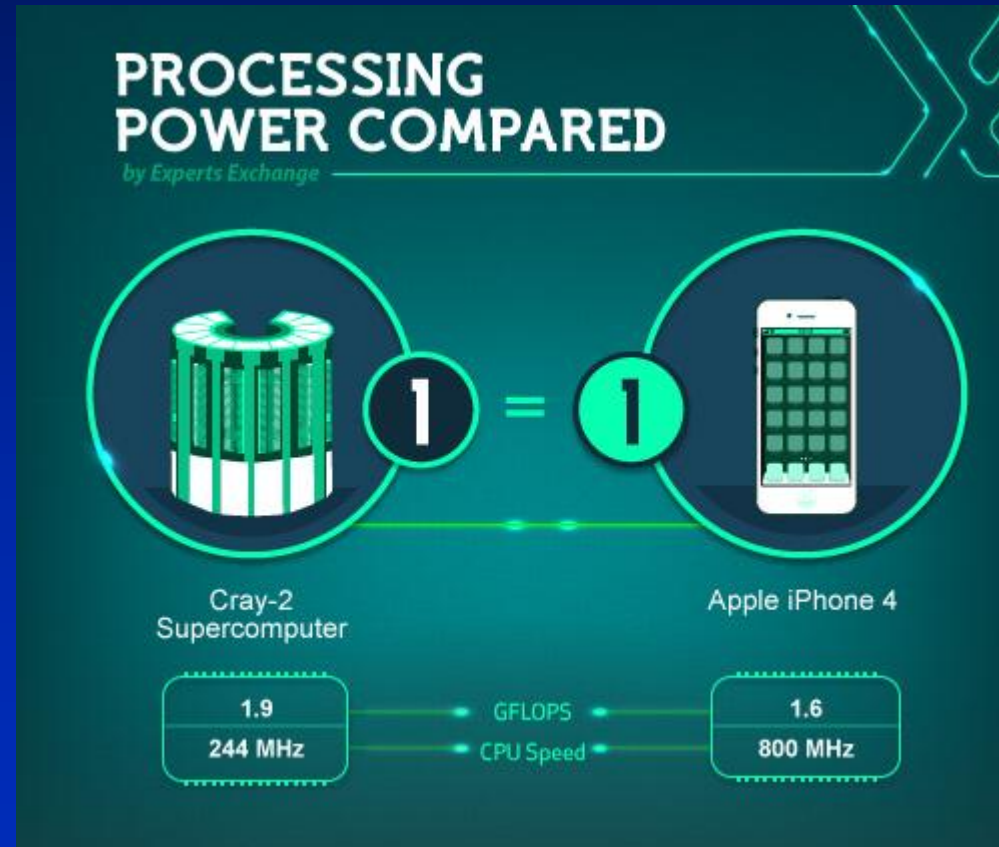 PROCESSING
POWER COMPARED
by Experts Exchange
1 = 1
Cray-2
Supercomputer
Apple iPhone 4
1.9 GFLOPS 1.6
244 MHz CPU Speed 800 MHz